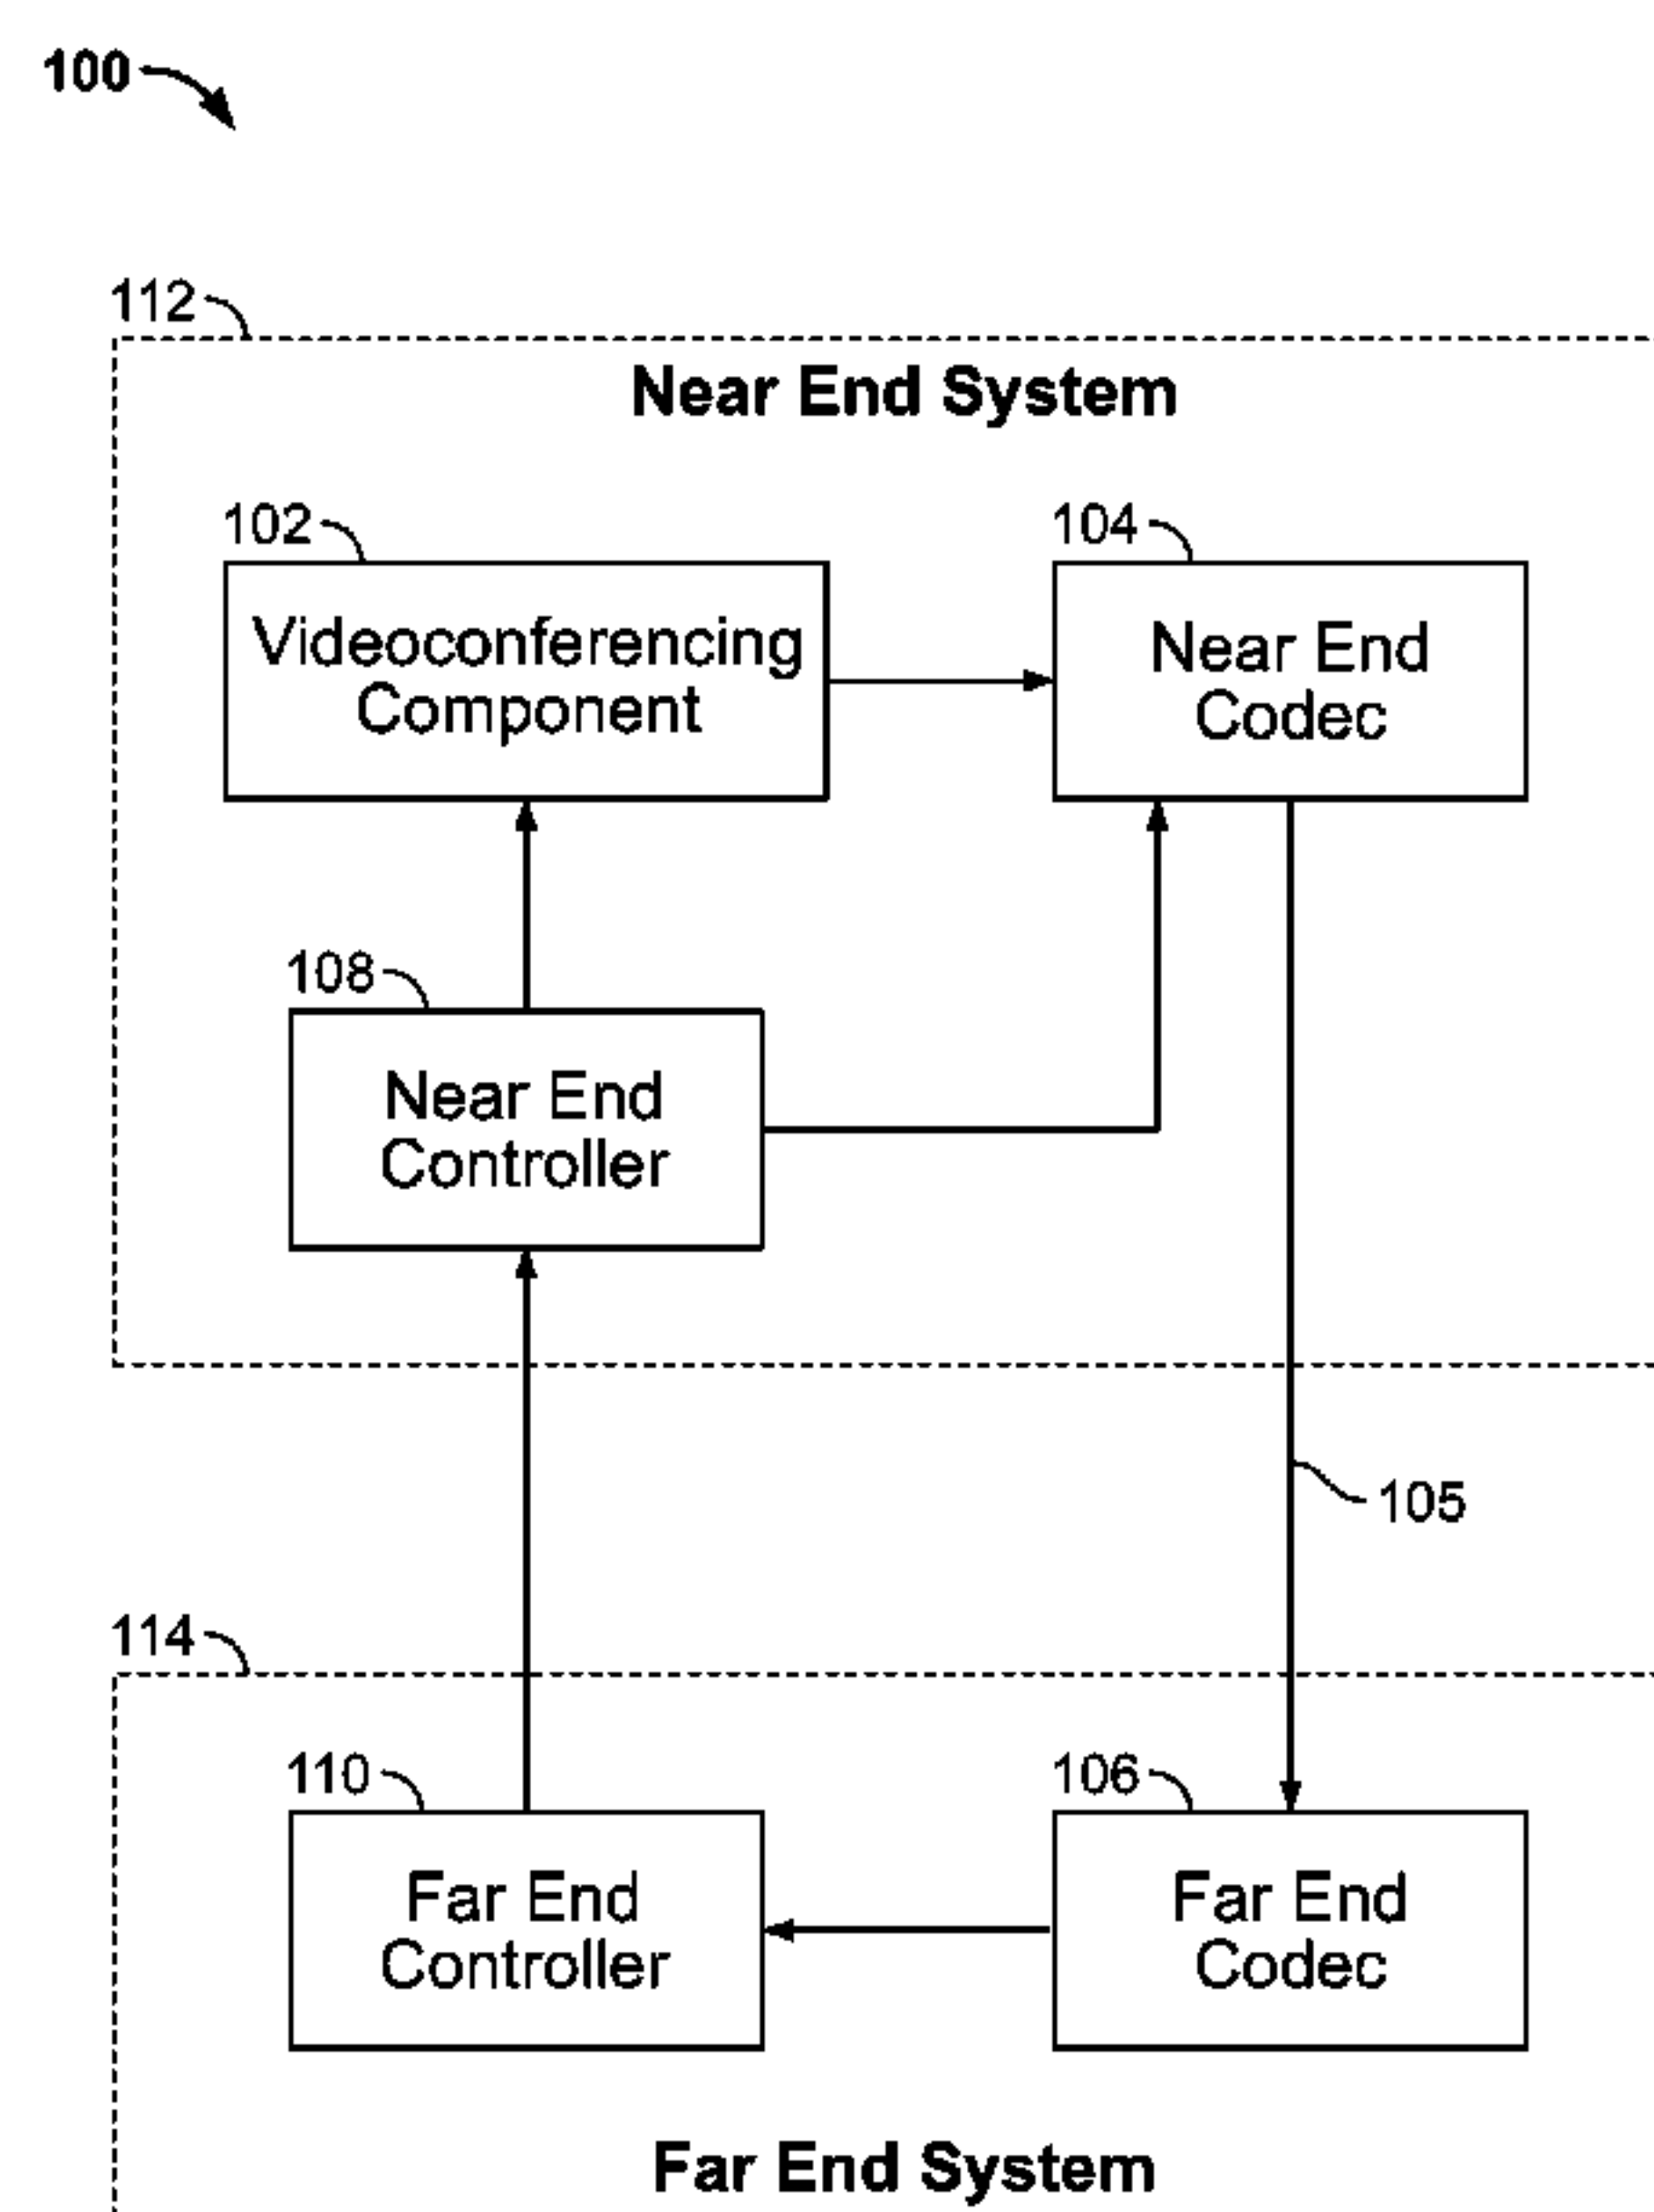 100
112
Near End System
102
104
Videoconferencing
Component
Near End
Codec
108
Near End
Controller
105
114
110
106
Far End
Controller
Far End
Codec
Far End System